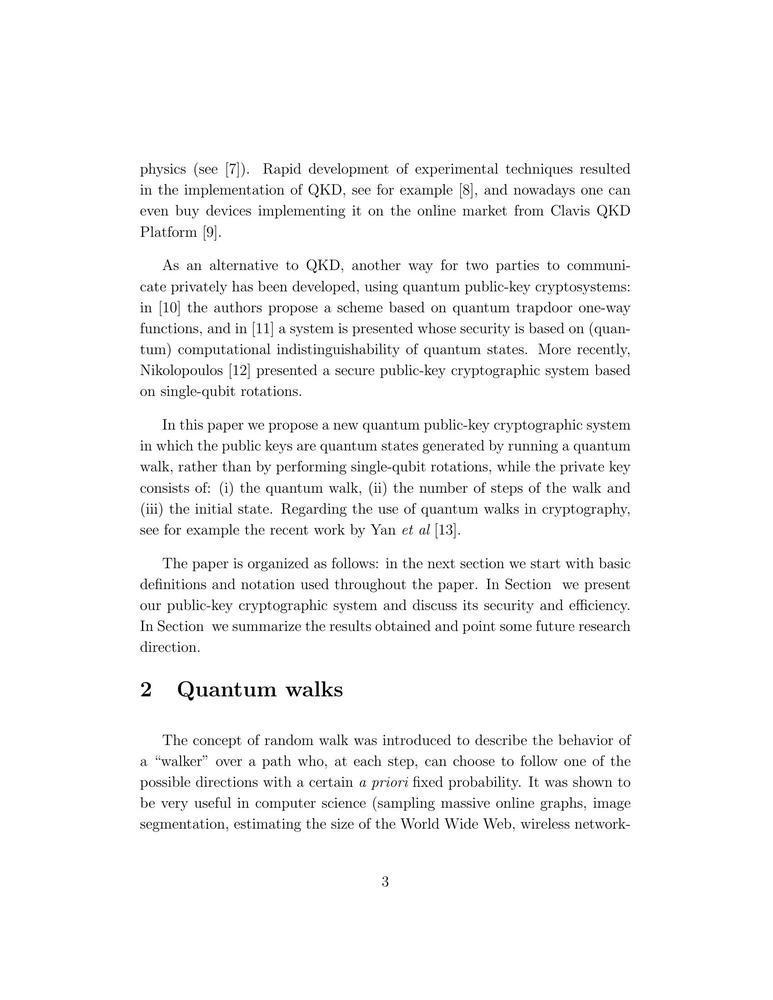 physics (see [7]). Rapid development of experimental techniques resulted
in the implementation of QKD, see for example [8], and nowadays one can
even buy devices implementing it on the online market from Clavis QKD
Platform [9].
As an alternative to QKD, another way for two parties to communi-
cate privately has been developed, using quantum public-key cryptosystems:
in [10] the authors propose a scheme based on quantum trapdoor one-way
functions, and in [11] a system is presented whose security is based on (quan-
tum) computational indistinguishability of quantum states. More recently,
Nikolopoulos [12] presented a secure public-key cryptographic system based
on single-qubit rotations.
In this paper we propose a new quantum public-key cryptographic system
in which the public keys are quantum states generated by running a quantum
walk, rather than by performing single-qubit rotations, while the private key
consists of: (i) the quantum walk, (ii) the number of steps of the walk and
(iii) the initial state. Regarding the use of quantum walks in cryptography,
see for example the recent work by Yan et al [13].
The paper is organized as follows: in the next section we start with basic
definitions and notation used throughout the paper. In Section we present
our public-key cryptographic system and discuss its security and efficiency.
In Section we summarize the results obtained and point some future research
direction.
2 Quantum walks
The concept of random walk was introduced to describe the behavior of
a “walker” over a path who, at each step, can choose to follow one of the
possible directions with a certain a priori fixed probability. It was shown to
be very useful in computer science (sampling massive online graphs, image
segmentation, estimating the size of the World Wide Web, wireless network-
3